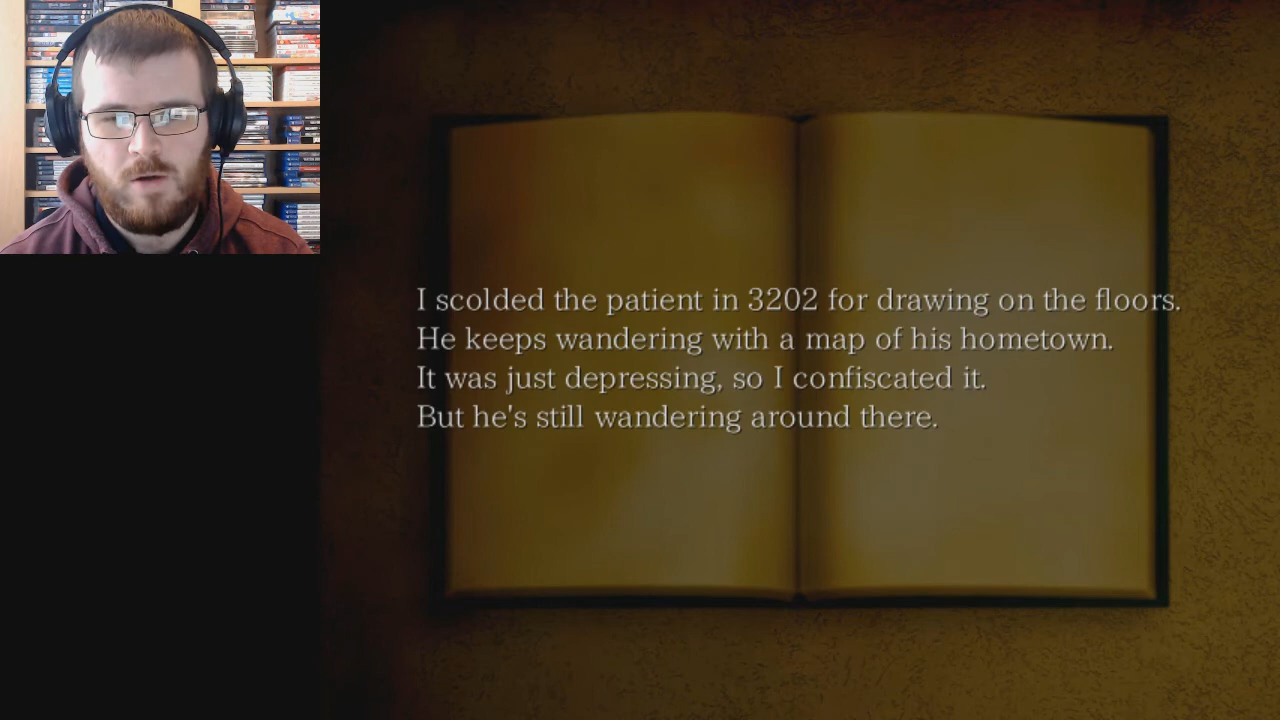 I scolded the patient in 3202 for drawing on the floors.
He keeps wandering with a map of his hometown.
It was just depressing, so I confiscated it.
But he's still wandering around there.